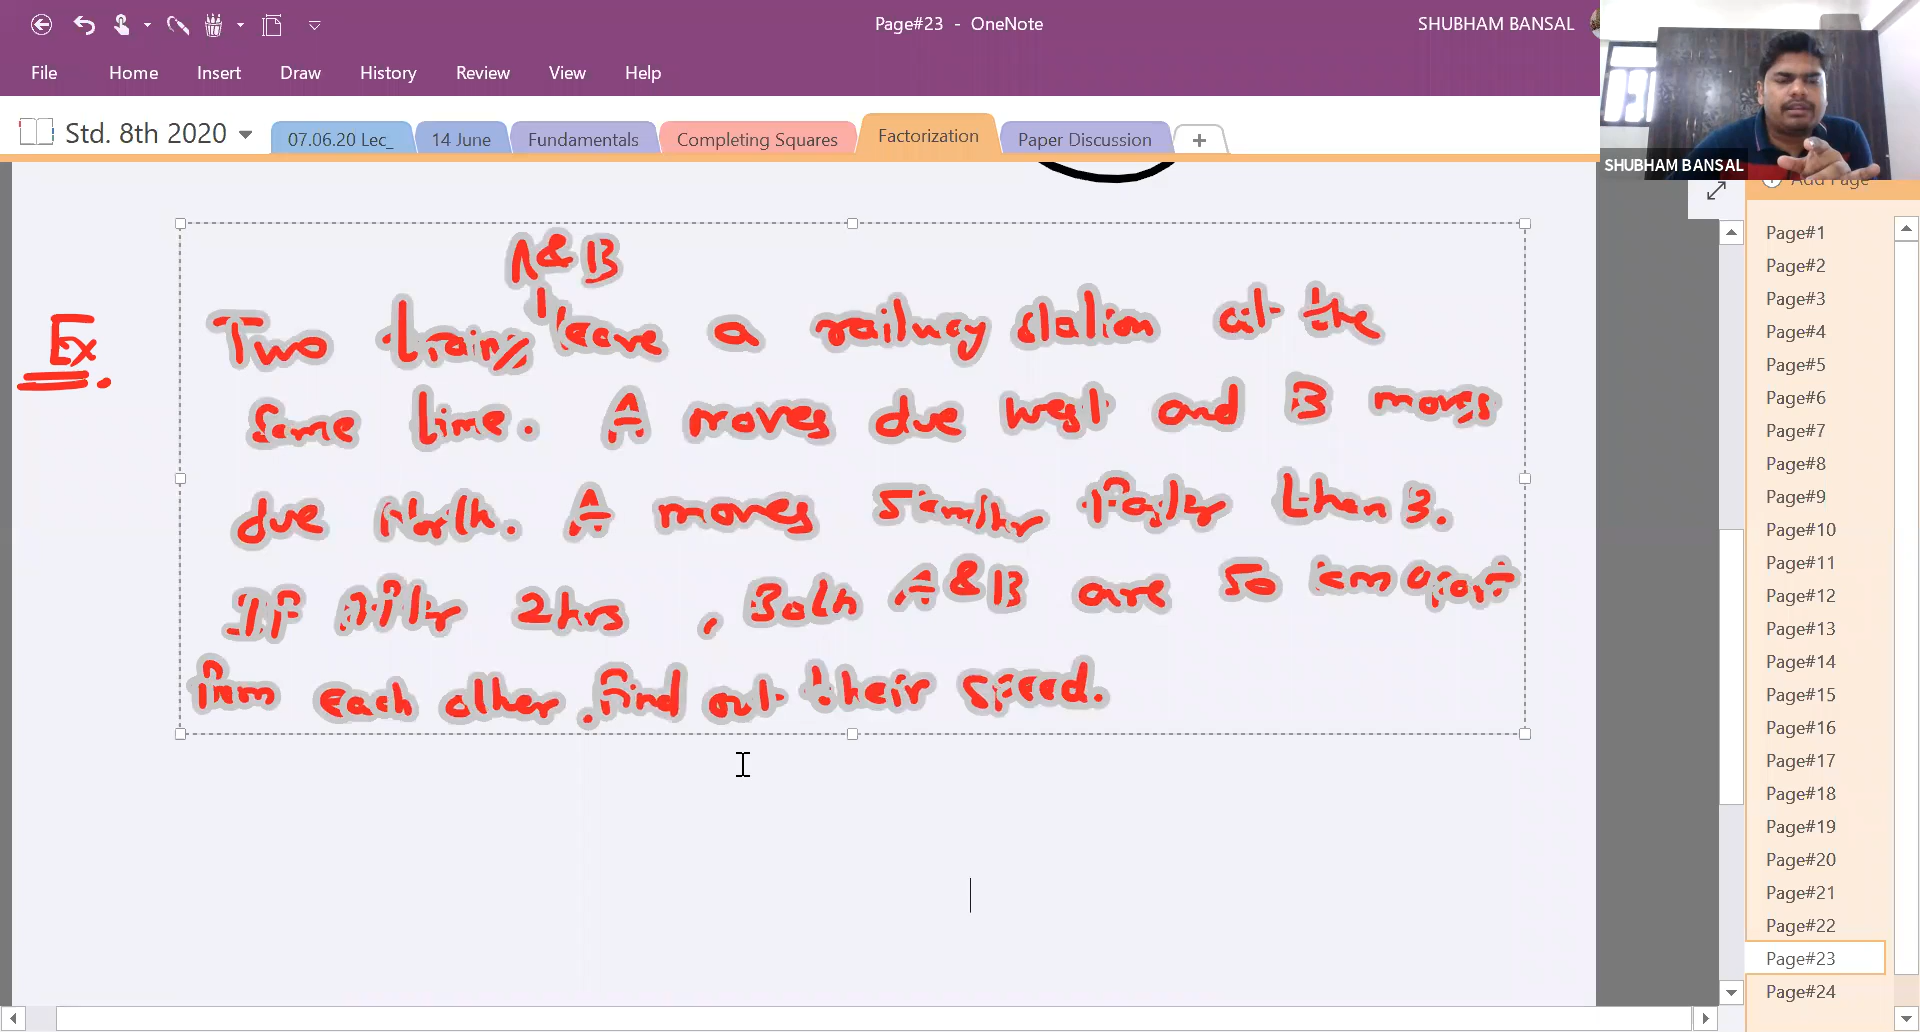 Page#23 - OneNote
SHUBHAM BANSAL
File Home Insert Draw History Review View Help
Std. 8th 2020
07.06.20 Lec_
14 June
Fundamentals
Completing Squares
Factorization
Paper Discussion
+
SHUBHAM BANSAL
Add Page
A & B
Ex.
Two trains leave a railway station at the
same time. A moves due west and B moves
due North. A moves 5km/hr faster than B.
If after 2hrs, Both A & B are 50 km apart
from each other. Find out their speed.
Page#1
Page#2
Page#3
Page#4
Page#5
Page#6
Page#7
Page#8
Page#9
Page#10
Page#11
Page#12
Page#13
Page#14
Page#15
Page#16
Page#17
Page#18
Page#19
Page#20
Page#21
Page#22
Page#23
Page#24